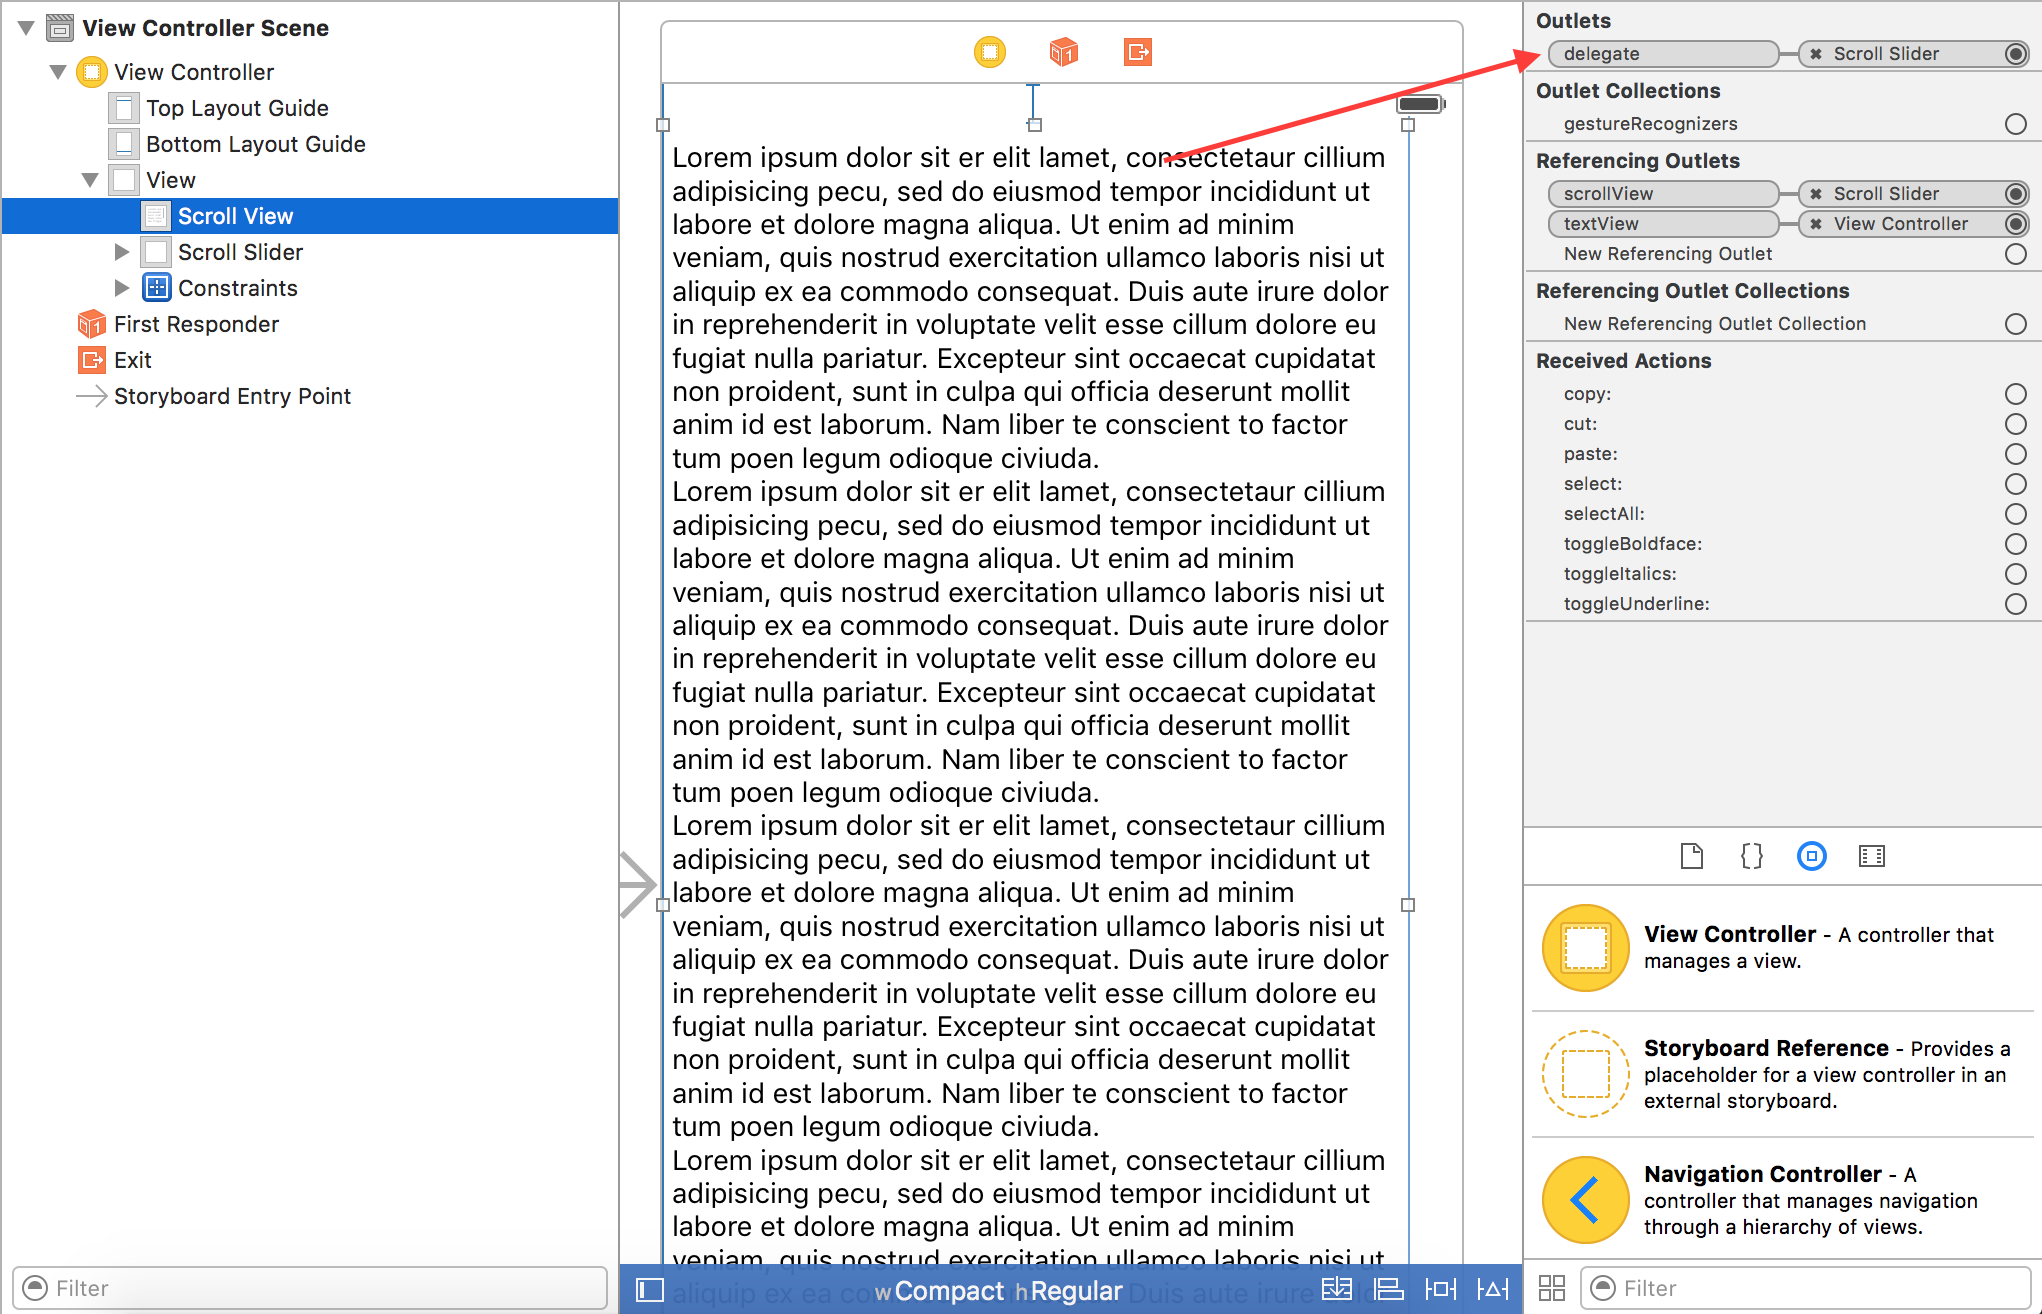 View Controller Scene
View Controller
Top Layout Guide
Bottom Layout Guide
View
Scroll View
Scroll Slider
Constraints
First Responder
Exit
Storyboard Entry Point
Filter
Lorem ipsum dolor sit er elit lamet, consectetaur cillium
adipisicing pecu, sed do eiusmod tempor incididunt ut
labore et dolore magna aliqua. Ut enim ad minim
veniam, quis nostrud exercitation ullamco laboris nisi ut
aliquip ex ea commodo consequat. Duis aute irure dolor
in reprehenderit in voluptate velit esse cillum dolore eu
fugiat nulla pariatur. Excepteur sint occaecat cupidatat
non proident, sunt in culpa qui officia deserunt mollit
anim id est laborum. Nam liber te conscient to factor
tum poen legum odioque civiuda.
Lorem ipsum dolor sit er elit lamet, consectetaur cillium
adipisicing pecu, sed do eiusmod tempor incididunt ut
labore et dolore magna aliqua. Ut enim ad minim
veniam, quis nostrud exercitation ullamco laboris nisi ut
aliquip ex ea commodo consequat. Duis aute irure dolor
in reprehenderit in voluptate velit esse cillum dolore eu
fugiat nulla pariatur. Excepteur sint occaecat cupidatat
non proident, sunt in culpa qui officia deserunt mollit
anim id est laborum. Nam liber te conscient to factor
tum poen legum odioque civiuda.
Lorem ipsum dolor sit er elit lamet, consectetaur cillium
adipisicing pecu, sed do eiusmod tempor incididunt ut
labore et dolore magna aliqua. Ut enim ad minim
veniam, quis nostrud exercitation ullamco laboris nisi ut
aliquip ex ea commodo consequat. Duis aute irure dolor
in reprehenderit in voluptate velit esse cillum dolore eu
fugiat nulla pariatur. Excepteur sint occaecat cupidatat
non proident, sunt in culpa qui officia deserunt mollit
anim id est laborum. Nam liber te conscient to factor
tum poen legum odioque civiuda.
Lorem ipsum dolor sit er elit lamet, consectetaur cillium
adipisicing pecu, sed do eiusmod tempor incididunt ut
labore et dolore magna aliqua. Ut enim ad minim
veniam, quis nostrud exercitation ullamco laboris nisi ut
wCompact hRegular
Outlets
delegate Scroll Slider
Outlet Collections
gestureRecognizers
Referencing Outlets
scrollView Scroll Slider
textView View Controller
New Referencing Outlet
Referencing Outlet Collections
New Referencing Outlet Collection
Received Actions
copy:
cut:
paste:
select:
selectAll:
toggleBoldface:
toggleItalics:
toggleUnderline:
View Controller - A controller that
manages a view.
Storyboard Reference - Provides a
placeholder for a view controller in an
external storyboard.
Navigation Controller - A
controller that manages navigation
through a hierarchy of views.
Filter